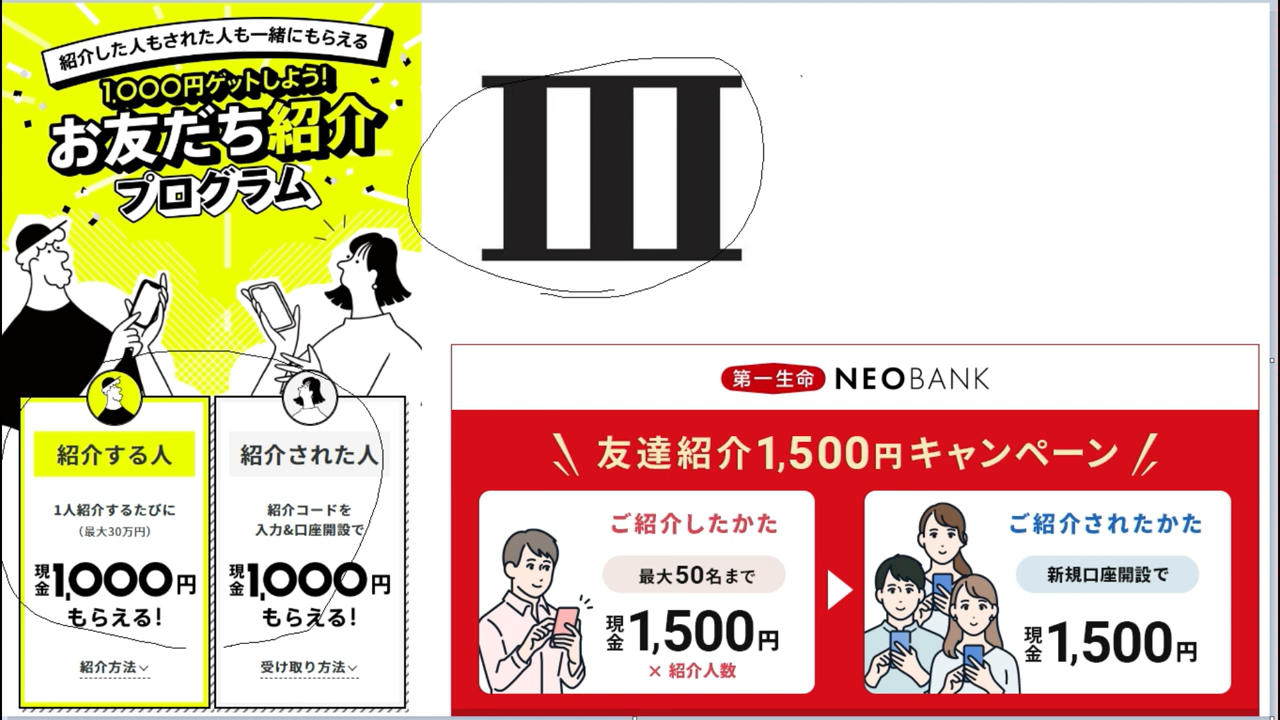 紹介した人もされた人も一緒にもらえる
1,000円ゲットしよう!
お友だち紹介
プログラム
紹介する人
1人紹介するたびに
(最大30万円)
現金1,000円
もらえる!
紹介方法
紹介された人
紹介コードを
入力&口座開設で
現金1,000円
もらえる!
受け取り方法
Ⅲ
第一生命 NEOBANK
友達紹介1,500円キャンペーン
ご紹介したかた
最大50名まで
現金1,500円
× 紹介人数
ご紹介されたかた
新規口座開設で
現金1,500円